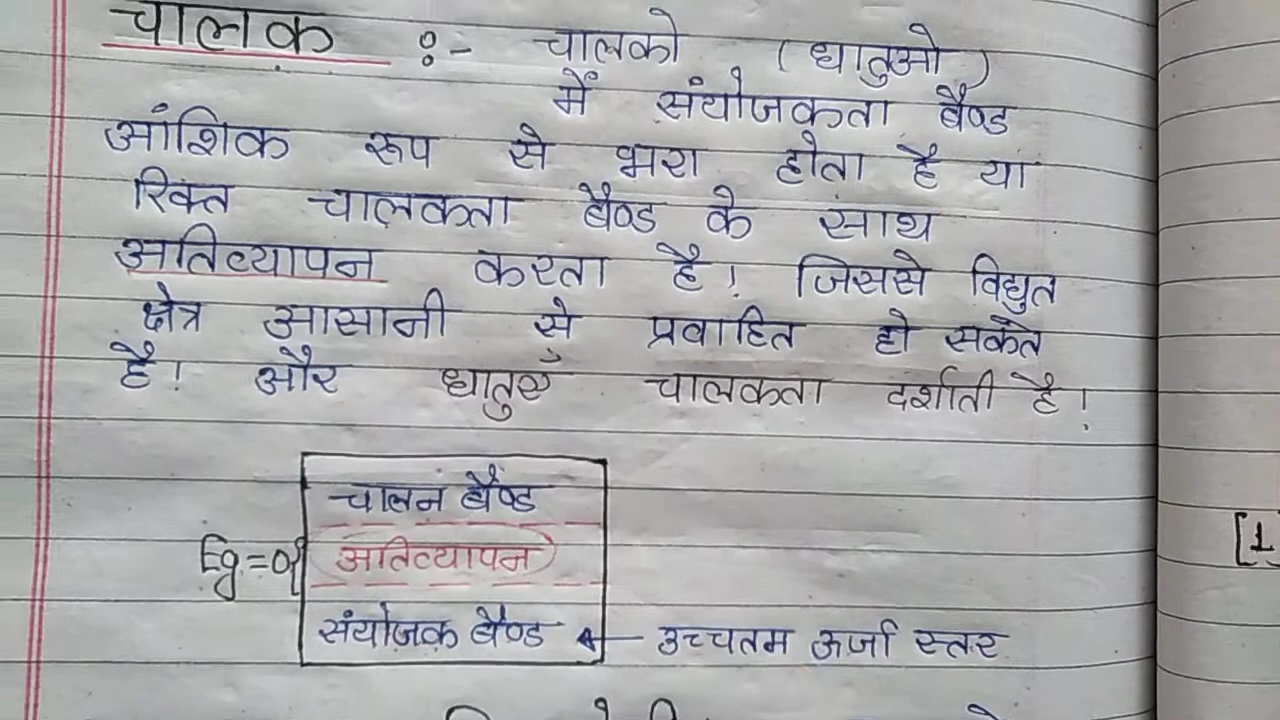 चालक :- चालको (धातुओ)
में संयोजकता बैण्ड
आंशिक रूप से भरा होता है या
रिक्त चालकता बैण्ड के साथ
अतिव्यापन करता है। जिससे विद्युत
क्षेत्र आसानी से प्रवाहित हो सकते
है। और धातुएँ चालकता दर्शाती है।
चालन बैण्ड
Eg=0{ अतिव्यापन
संयोजक बैण्ड ← उच्चतम ऊर्जा स्तर
[1]